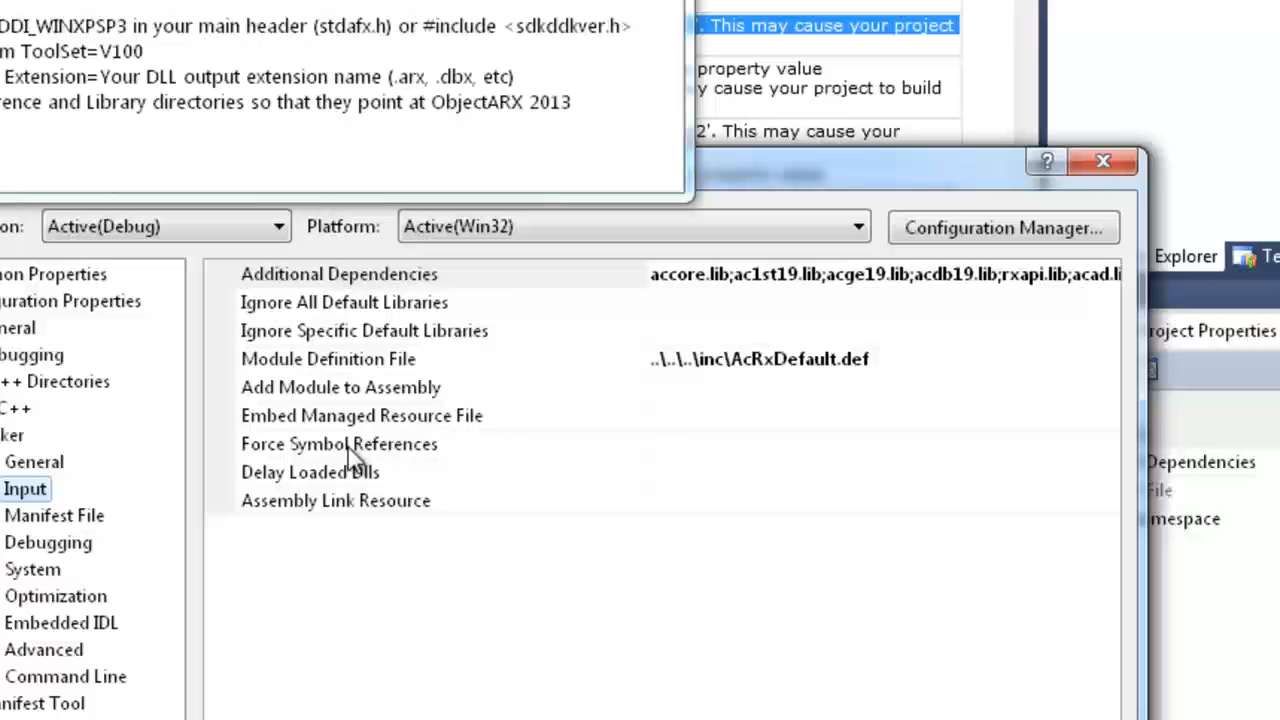 DDI_WINXPSP3 in your main header (stdafx.h) or #include <sdkddkver.h>
m ToolSet=V100
Extension=Your DLL output extension name (.arx, .dbx, etc)
rence and Library directories so that they point at ObjectARX 2013
'. This may cause your project
property value
y cause your project to build
2'. This may cause your
?
on: Active(Debug) Platform: Active(Win32) Configuration Manager...
on Properties
uration Properties
neral
bugging
++ Directories
C++
ker
General
Input
Manifest File
Debugging
System
Optimization
Embedded IDL
Advanced
Command Line
nifest Tool
Additional Dependencies accore.lib;ac1st19.lib;acge19.lib;acdb19.lib;rxapi.lib;acad.li
Ignore All Default Libraries
Ignore Specific Default Libraries
Module Definition File ..\..\..\inc\AcRxDefault.def
Add Module to Assembly
Embed Managed Resource File
Force Symbol References
Delay Loaded Dlls
Assembly Link Resource
Explorer Te
roject Properties
Dependencies
File
mespace